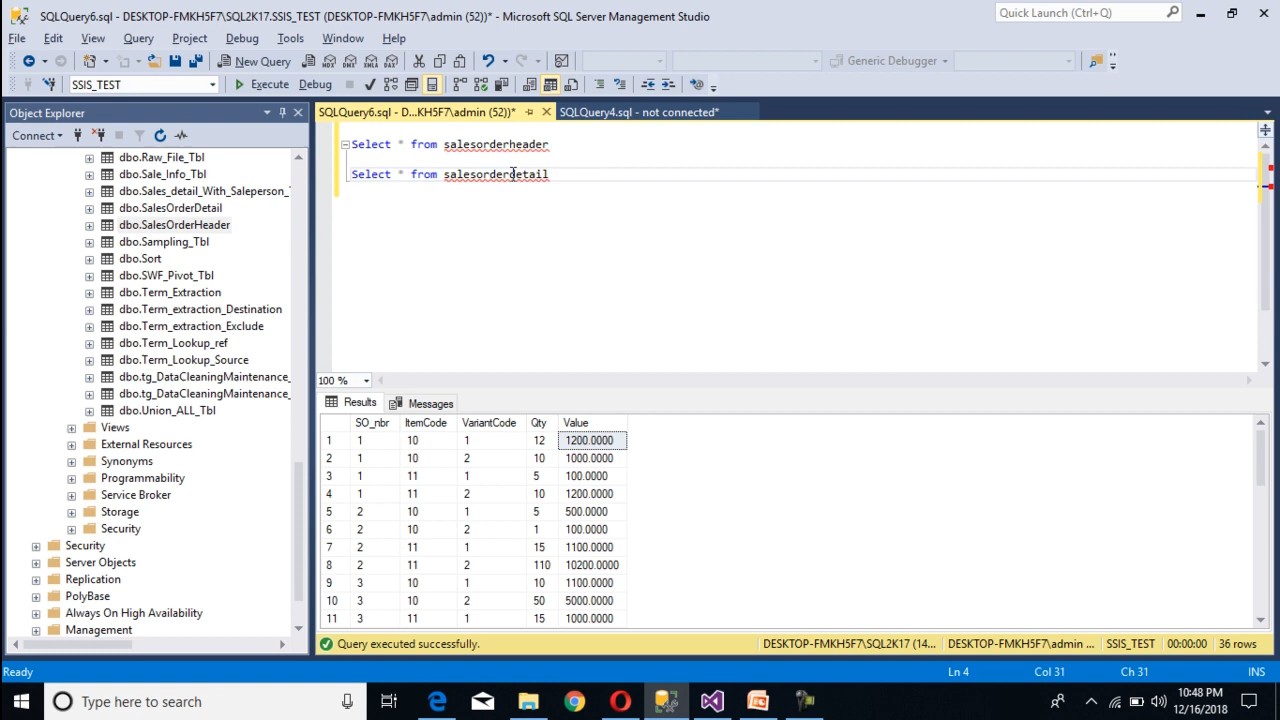 SQLQuery6.sql - DESKTOP-FMKH5F7\SQL2K17.SSIS_TEST (DESKTOP-FMKH5F7\admin (52))* - Microsoft SQL Server Management Studio
Quick Launch (Ctrl+Q)
File Edit View Query Project Debug Tools Window Help
New Query MDX DMX XMLA DAX Generic Debugger
SSIS_TEST Execute Debug
Object Explorer
SQLQuery6.sql - D...KH5F7\admin (52))* SQLQuery4.sql - not connected*
Connect
dbo.Raw_File_Tbl
dbo.Sale_Info_Tbl
dbo.Sales_detail_With_Saleperson_T
dbo.SalesOrderDetail
dbo.SalesOrderHeader
dbo.Sampling_Tbl
dbo.Sort
dbo.SWF_Pivot_Tbl
dbo.Term_Extraction
dbo.Term_extraction_Destination
dbo.Term_extraction_Exclude
dbo.Term_Lookup_ref
dbo.Term_Lookup_Source
dbo.tg_DataCleaningMaintenance_
dbo.tg_DataCleaningMaintenance_
dbo.Union_ALL_Tbl
Views
External Resources
Synonyms
Programmability
Service Broker
Storage
Security
Security
Server Objects
Replication
PolyBase
Always On High Availability
Management
Select * from salesorderheader
Select * from salesorderdetail
100 %
Results Messages
SO_nbr ItemCode VariantCode Qty Value
1 1 10 1 12 1200.0000
2 1 10 2 10 1000.0000
3 1 11 1 5 100.0000
4 1 11 2 10 1200.0000
5 2 10 1 5 500.0000
6 2 10 2 1 100.0000
7 2 11 1 15 1100.0000
8 2 11 2 110 10200.0000
9 3 10 1 10 1100.0000
10 3 10 2 50 5000.0000
11 3 11 1 15 1000.0000
Query executed successfully. DESKTOP-FMKH5F7\SQL2K17 (14... DESKTOP-FMKH5F7\admin ... SSIS_TEST 00:00:00 36 rows
Ready Ln 4 Col 31 Ch 31 INS
Type here to search
10:48 PM
12/16/2018